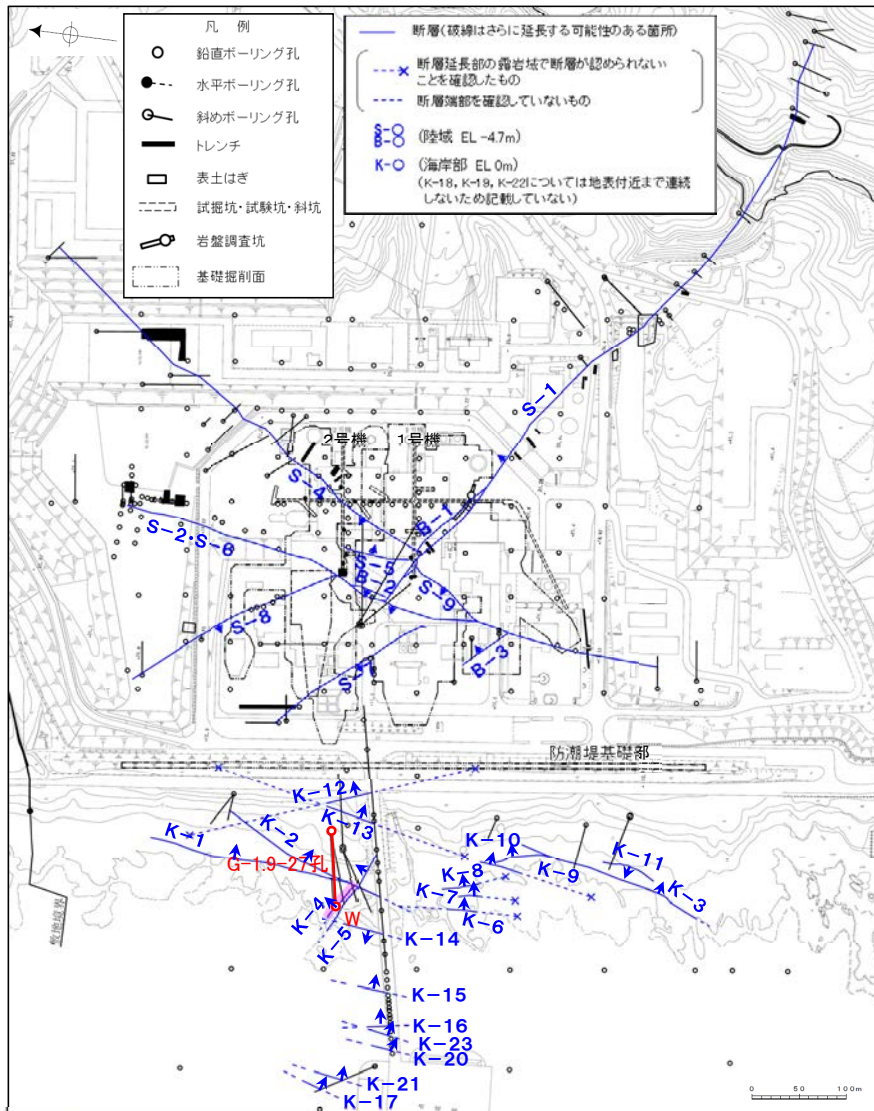 凡 例
鉛直ボーリング孔
水平ボーリング孔
斜めボーリング孔
トレンチ
表土はぎ
試掘坑・試験坑・斜坑
岩盤調査坑
基礎掘削面
断層(破線はさらに延長する可能性のある箇所)
断層延長部の露岩域で断層が認められない
ことを確認したもの
断層端部を確認していないもの
S-○
B-○
(陸域 EL -4.7m)
K-○
(海岸部 EL 0m)
(K-18, K-19, K-22については地表付近まで連続
しないため記載していない)
S-1
2号機
1号機
S-4
B-1
S-2・S-6
S-5
B-2
S-9
S-8
B-3
S-7
防潮堤基礎部
K-12
K-13
K-1
K-2
K-10
K-11
G-1.9-27孔
K-8
K-9
K-7
K-3
K-4
W
K-6
K-5
K-14
敷地境界
K-15
K-16
K-23
K-20
K-21
K-17
0 50 100m